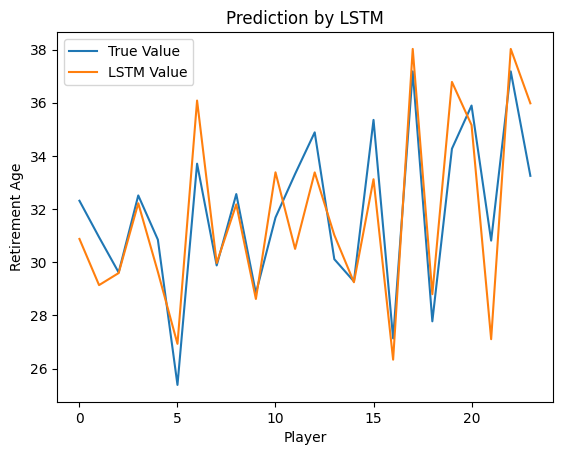 Prediction by LSTM
True Value
LSTM Value
Retirement Age
38
36
34
32
30
28
26
0 5 10 15 20
Player